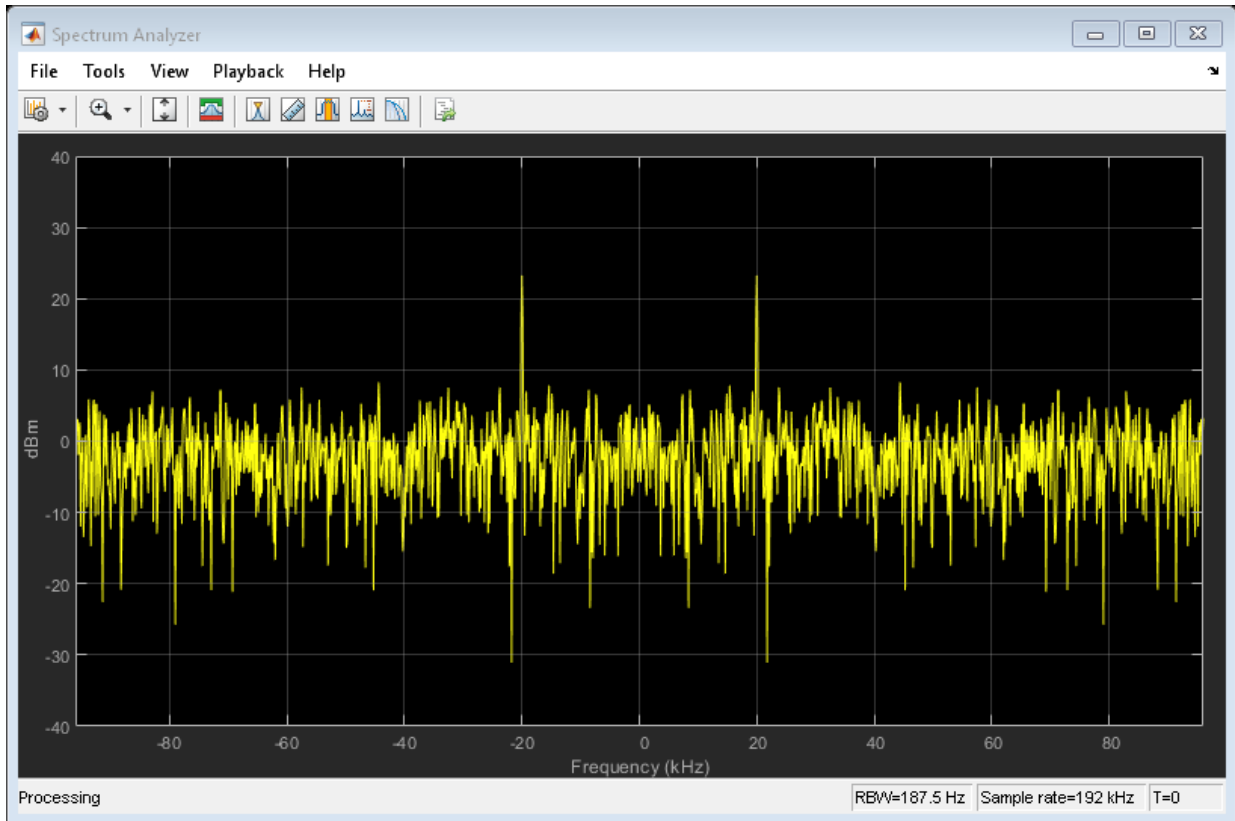 Spectrum Analyzer
File Tools View Playback Help
40
30
20
10
0
-10
-20
-30
-40
dBm
-80 -60 -40 -20 0 20 40 60 80
Frequency (kHz)
Processing RBW=187.5 Hz Sample rate=192 kHz T=0